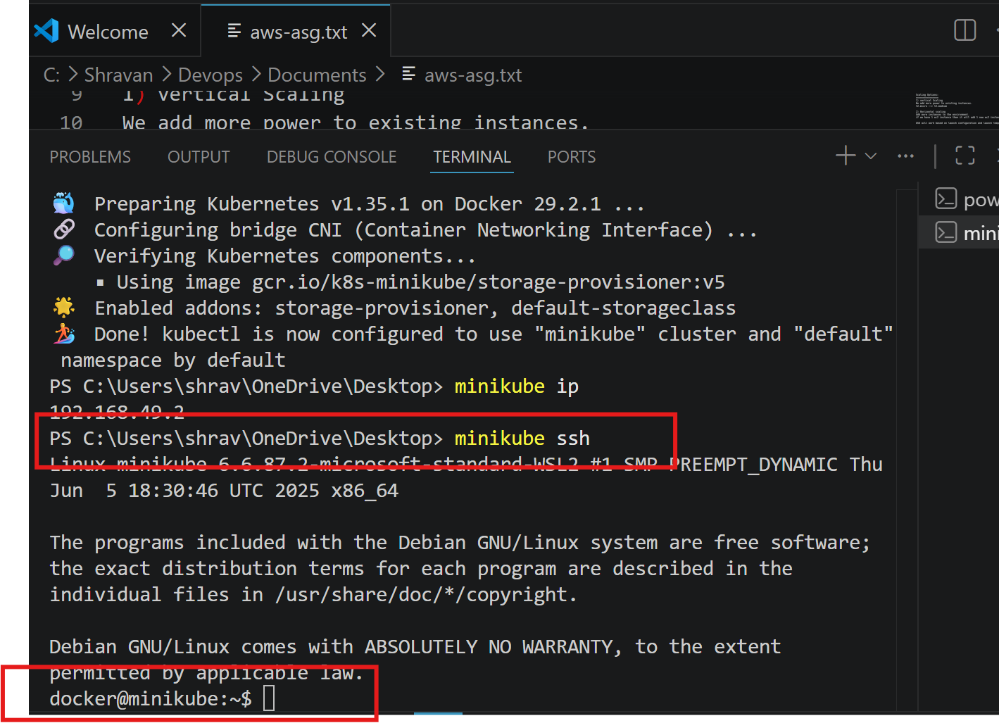 Welcome
aws-asg.txt
C: > Shravan > Devops > Documents > aws-asg.txt
9 1) Vertical Scaling
10 We add more power to existing instances.
PROBLEMS OUTPUT DEBUG CONSOLE TERMINAL PORTS
Preparing Kubernetes v1.35.1 on Docker 29.2.1 ...
Configuring bridge CNI (Container Networking Interface) ...
Verifying Kubernetes components...
▪ Using image gcr.io/k8s-minikube/storage-provisioner:v5
Enabled addons: storage-provisioner, default-storageclass
Done! kubectl is now configured to use "minikube" cluster and "default"
namespace by default
PS C:\Users\shrav\OneDrive\Desktop> minikube ip
192.168.49.2
PS C:\Users\shrav\OneDrive\Desktop> minikube ssh
Linux minikube 6.6.87.2-microsoft-standard-WSL2 #1 SMP PREEMPT_DYNAMIC Thu
Jun  5 18:30:46 UTC 2025 x86_64
The programs included with the Debian GNU/Linux system are free software;
the exact distribution terms for each program are described in the
individual files in /usr/share/doc/*/copyright.
Debian GNU/Linux comes with ABSOLUTELY NO WARRANTY, to the extent
permitted by applicable law.
docker@minikube:~$
pow
mini